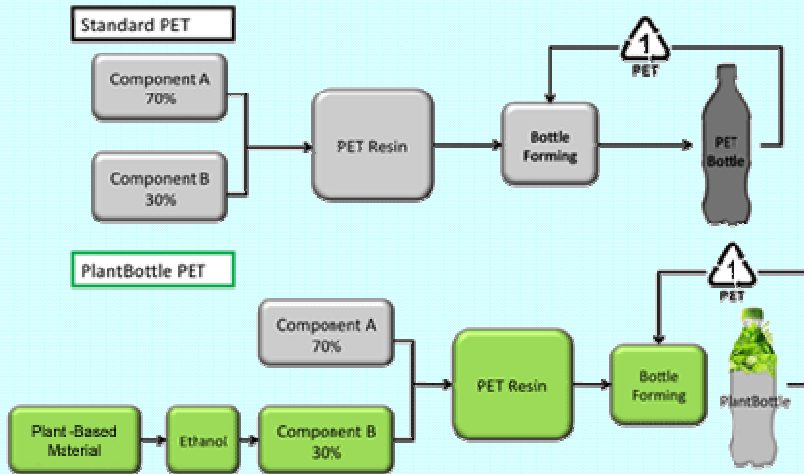 Standard PET
Component A
70%
Component B
30%
PET Resin
Bottle
Forming
1
PET
PET
Bottle
PlantBottle PET
Component A
70%
Plant-Based
Material
Ethanol
Component B
30%
PET Resin
Bottle
Forming
1
PET
PlantBottle